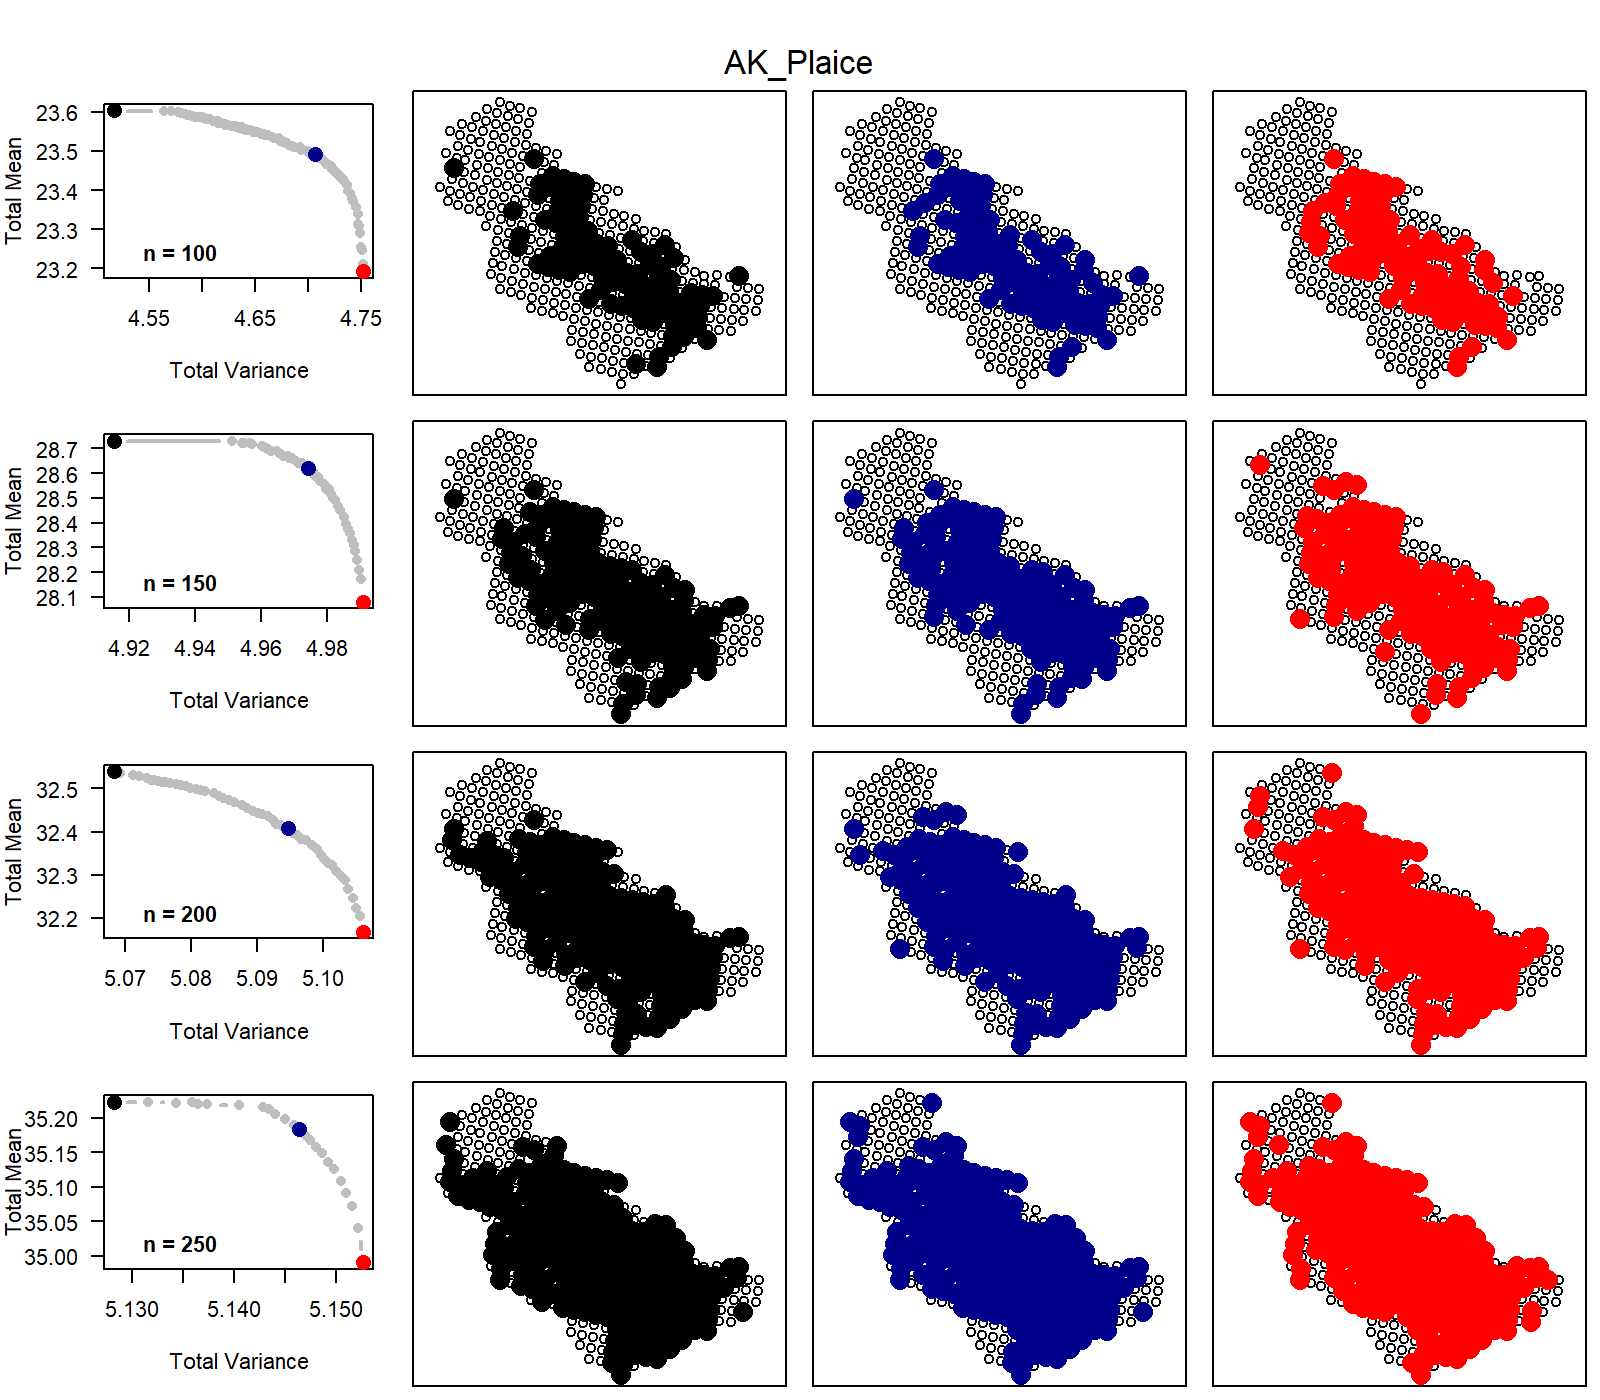 AK_Plaice
Total Mean
23.6
23.5
23.4
23.3
23.2
n = 100
4.55 4.65 4.75
Total Variance
Total Mean
28.7
28.6
28.5
28.4
28.3
28.2
28.1
n = 150
4.92 4.94 4.96 4.98
Total Variance
Total Mean
32.5
32.4
32.3
32.2
n = 200
5.07 5.08 5.09 5.10
Total Variance
Total Mean
35.20
35.15
35.10
35.05
35.00
n = 250
5.130 5.140 5.150
Total Variance